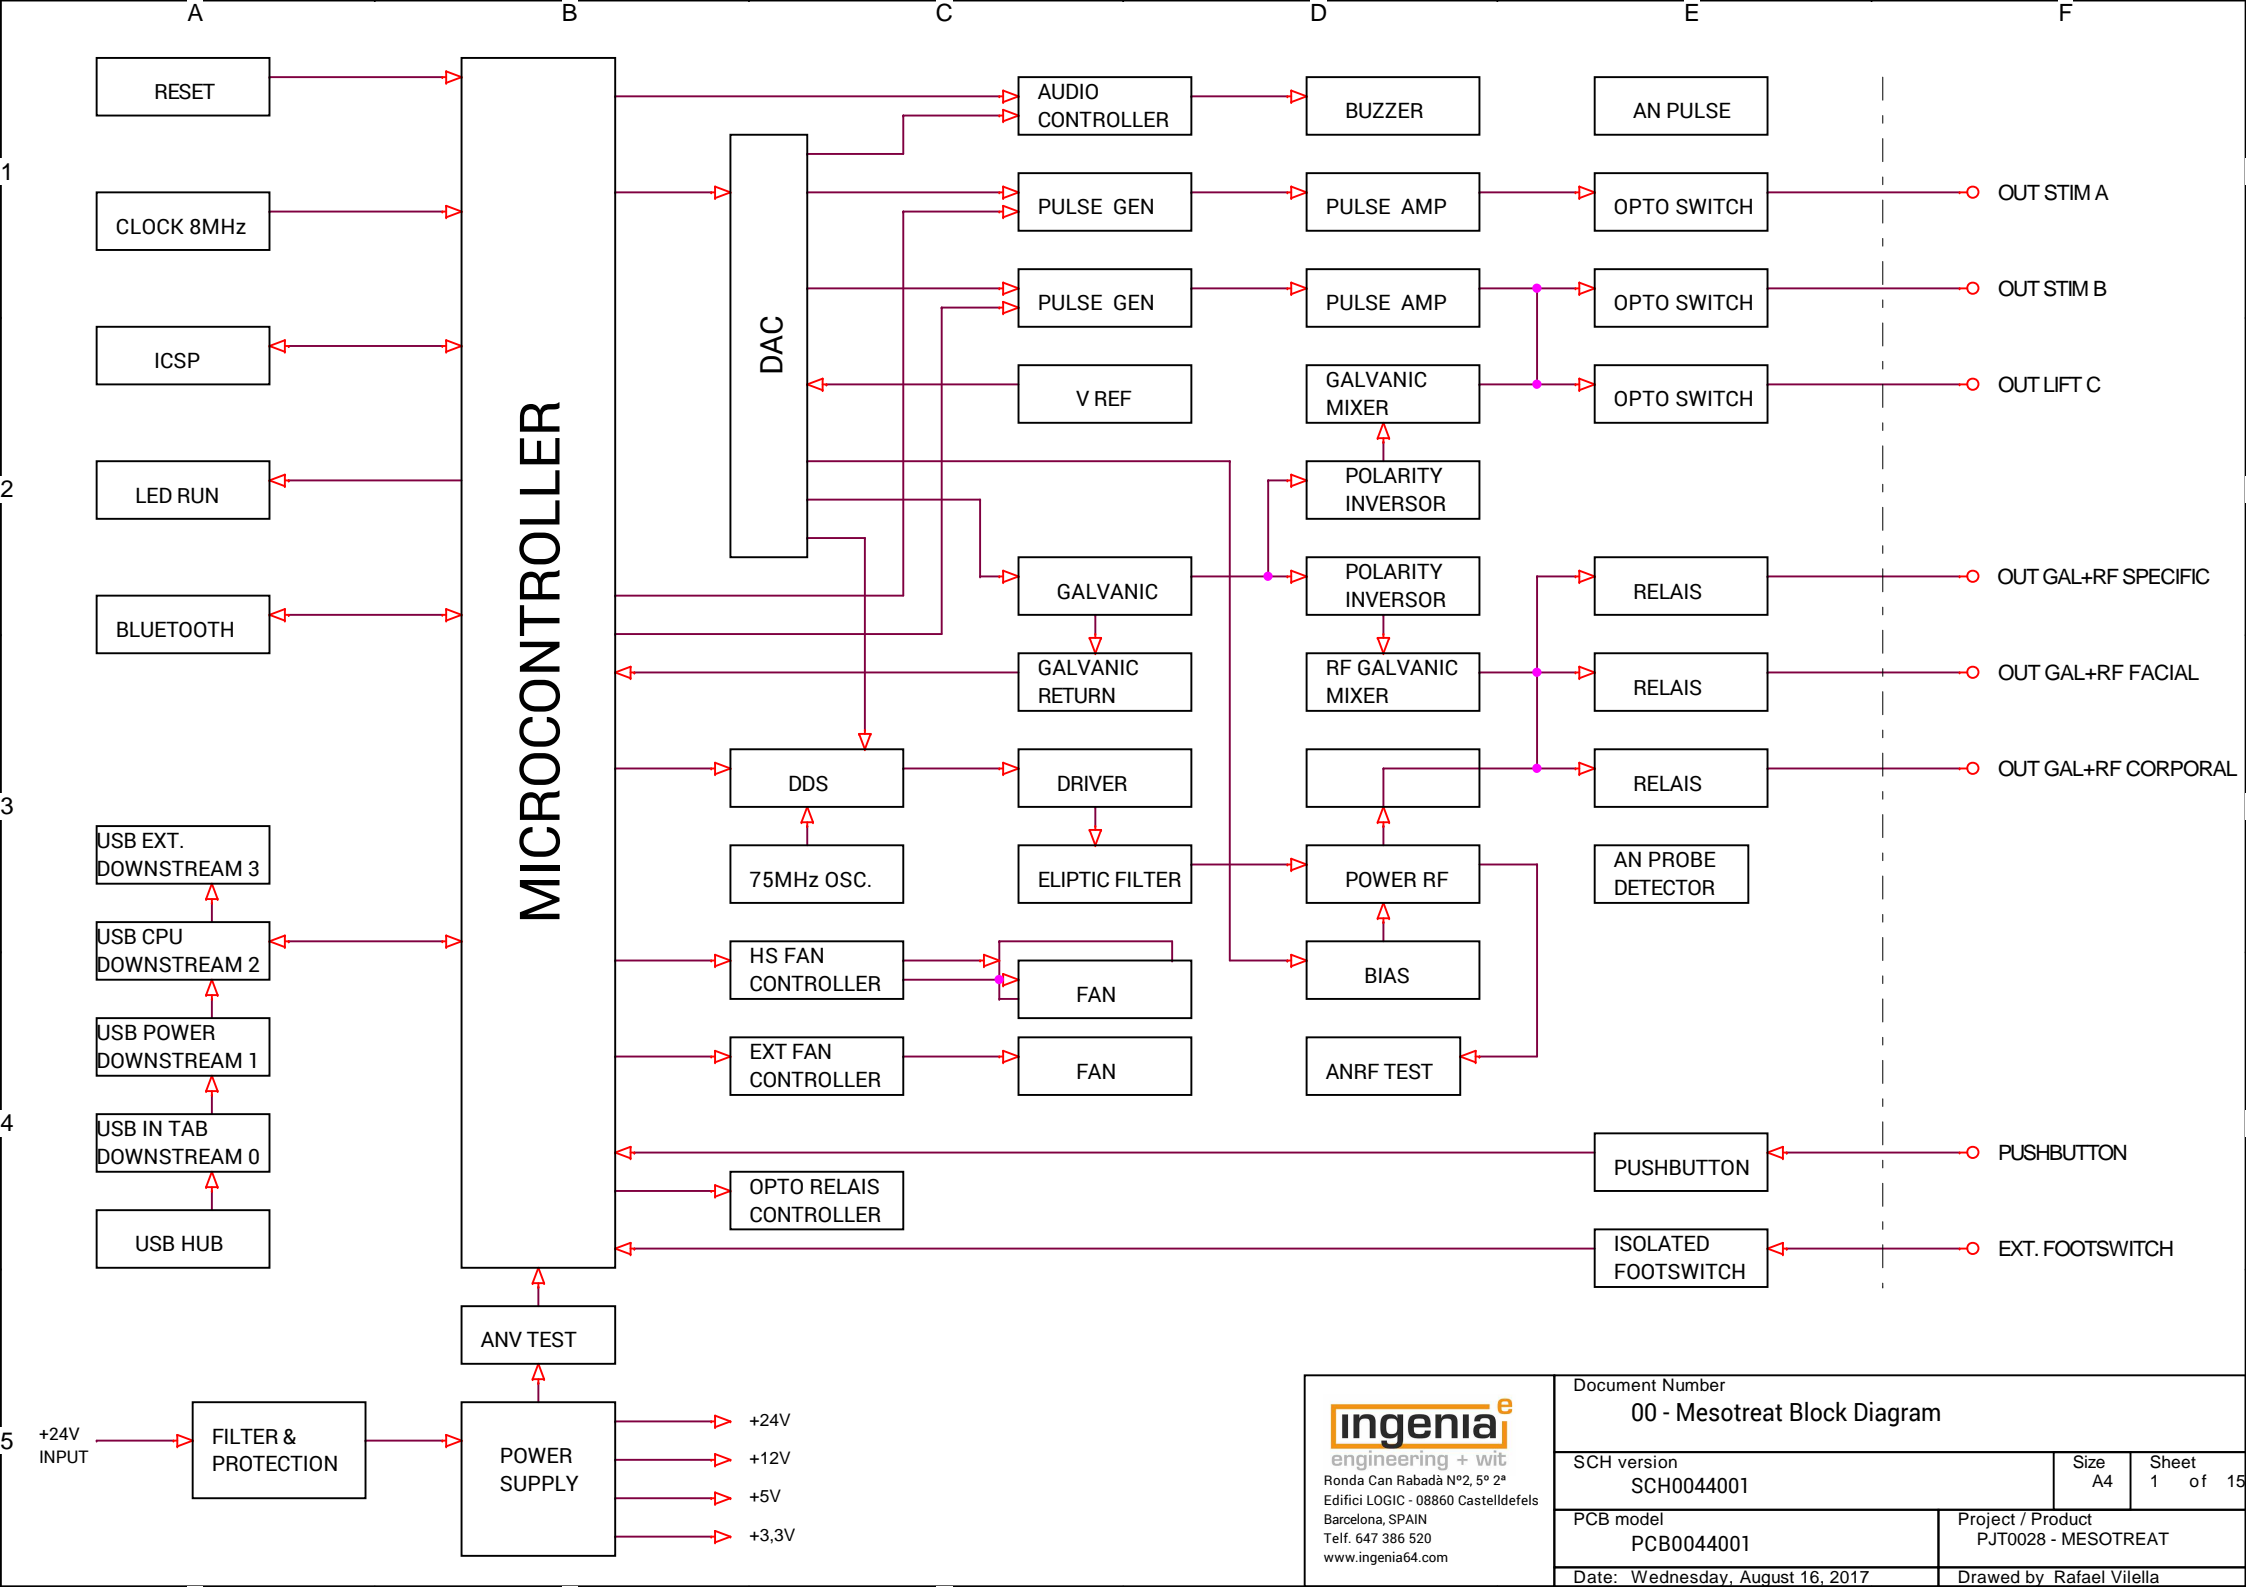 A
B
C
D
E
F
1
2
3
4
5
RESET
CLOCK 8MHz
ICSP
LED RUN
BLUETOOTH
USB EXT.
DOWNSTREAM 3
USB CPU
DOWNSTREAM 2
USB POWER
DOWNSTREAM 1
USB IN TAB
DOWNSTREAM 0
USB HUB
MICROCONTROLLER
ANV TEST
+24V
INPUT
FILTER &
PROTECTION
POWER
SUPPLY
+24V
+12V
+5V
+3,3V
DAC
DDS
75MHz OSC.
HS FAN
CONTROLLER
EXT FAN
CONTROLLER
OPTO RELAIS
CONTROLLER
AUDIO
CONTROLLER
PULSE GEN
PULSE GEN
V REF
GALVANIC
GALVANIC
RETURN
DRIVER
ELIPTIC FILTER
FAN
FAN
BUZZER
PULSE AMP
PULSE AMP
GALVANIC
MIXER
POLARITY
INVERSOR
POLARITY
INVERSOR
RF GALVANIC
MIXER
POWER RF
BIAS
ANRF TEST
AN PULSE
OPTO SWITCH
OPTO SWITCH
OPTO SWITCH
RELAIS
RELAIS
RELAIS
AN PROBE
DETECTOR
PUSHBUTTON
ISOLATED
FOOTSWITCH
OUT STIM A
OUT STIM B
OUT LIFT C
OUT GAL+RF SPECIFIC
OUT GAL+RF FACIAL
OUT GAL+RF CORPORAL
PUSHBUTTON
EXT. FOOTSWITCH
ingenia e
engineering + wit
Ronda Can Rabadà Nº2, 5º 2ª
Edifici LOGIC - 08860 Castelldefels
Barcelona, SPAIN
Telf. 647 386 520
www.ingenia64.com
Document Number
00 - Mesotreat Block Diagram
SCH version
SCH0044001
Size
A4
Sheet
1 of 15
PCB model
PCB0044001
Project / Product
PJT0028 - MESOTREAT
Date: Wednesday, August 16, 2017
Drawed by Rafael Vilella